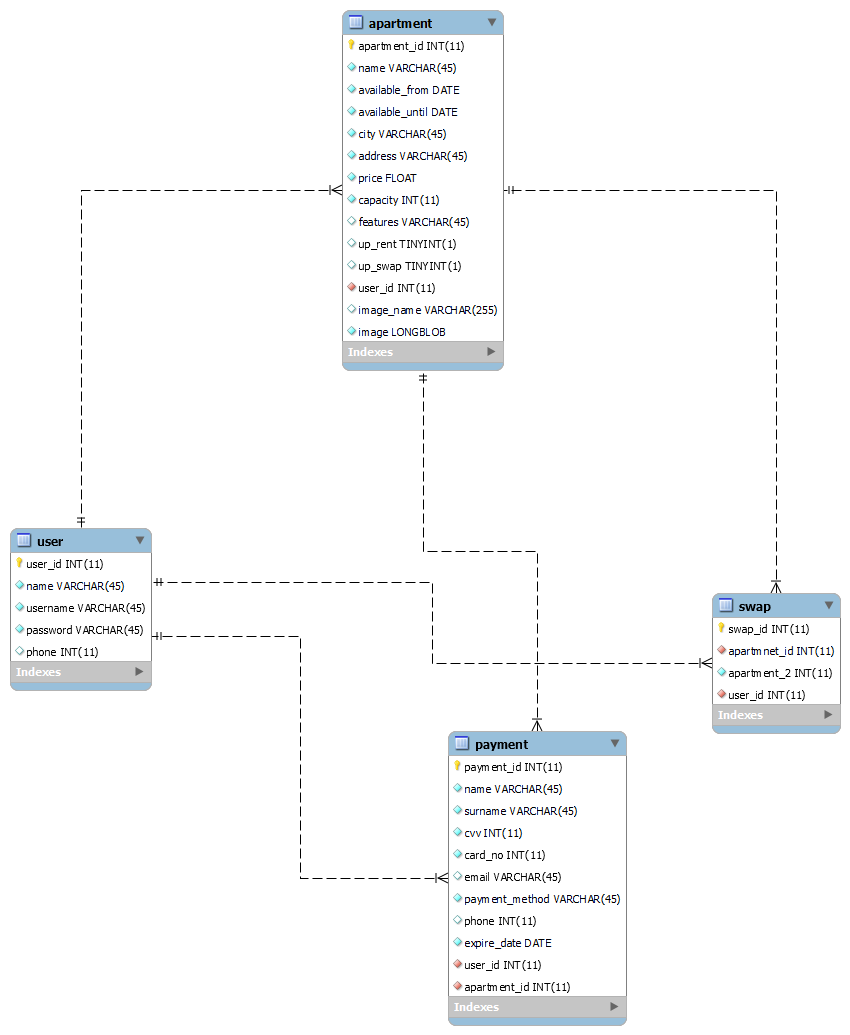 apartment
apartment_id INT(11)
name VARCHAR(45)
available_from DATE
available_until DATE
city VARCHAR(45)
address VARCHAR(45)
price FLOAT
capacity INT(11)
features VARCHAR(45)
up_rent TINYINT(1)
up_swap TINYINT(1)
user_id INT(11)
image_name VARCHAR(255)
image LONGBLOB
Indexes
user
user_id INT(11)
name VARCHAR(45)
username VARCHAR(45)
password VARCHAR(45)
phone INT(11)
Indexes
swap
swap_id INT(11)
apartmnet_id INT(11)
apartment_2 INT(11)
user_id INT(11)
Indexes
payment
payment_id INT(11)
name VARCHAR(45)
surname VARCHAR(45)
cvv INT(11)
card_no INT(11)
email VARCHAR(45)
payment_method VARCHAR(45)
phone INT(11)
expire_date DATE
user_id INT(11)
apartment_id INT(11)
Indexes